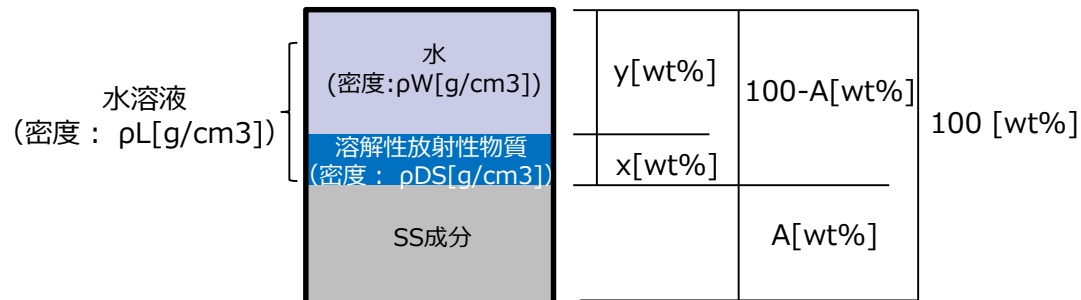 水溶液
（密度： ρL[g/cm3]）
水
(密度:ρW[g/cm3])
溶解性放射性物質
（密度： ρDS[g/cm3]）
SS成分
y[wt%]
x[wt%]
100-A[wt%]
A[wt%]
100 [wt%]